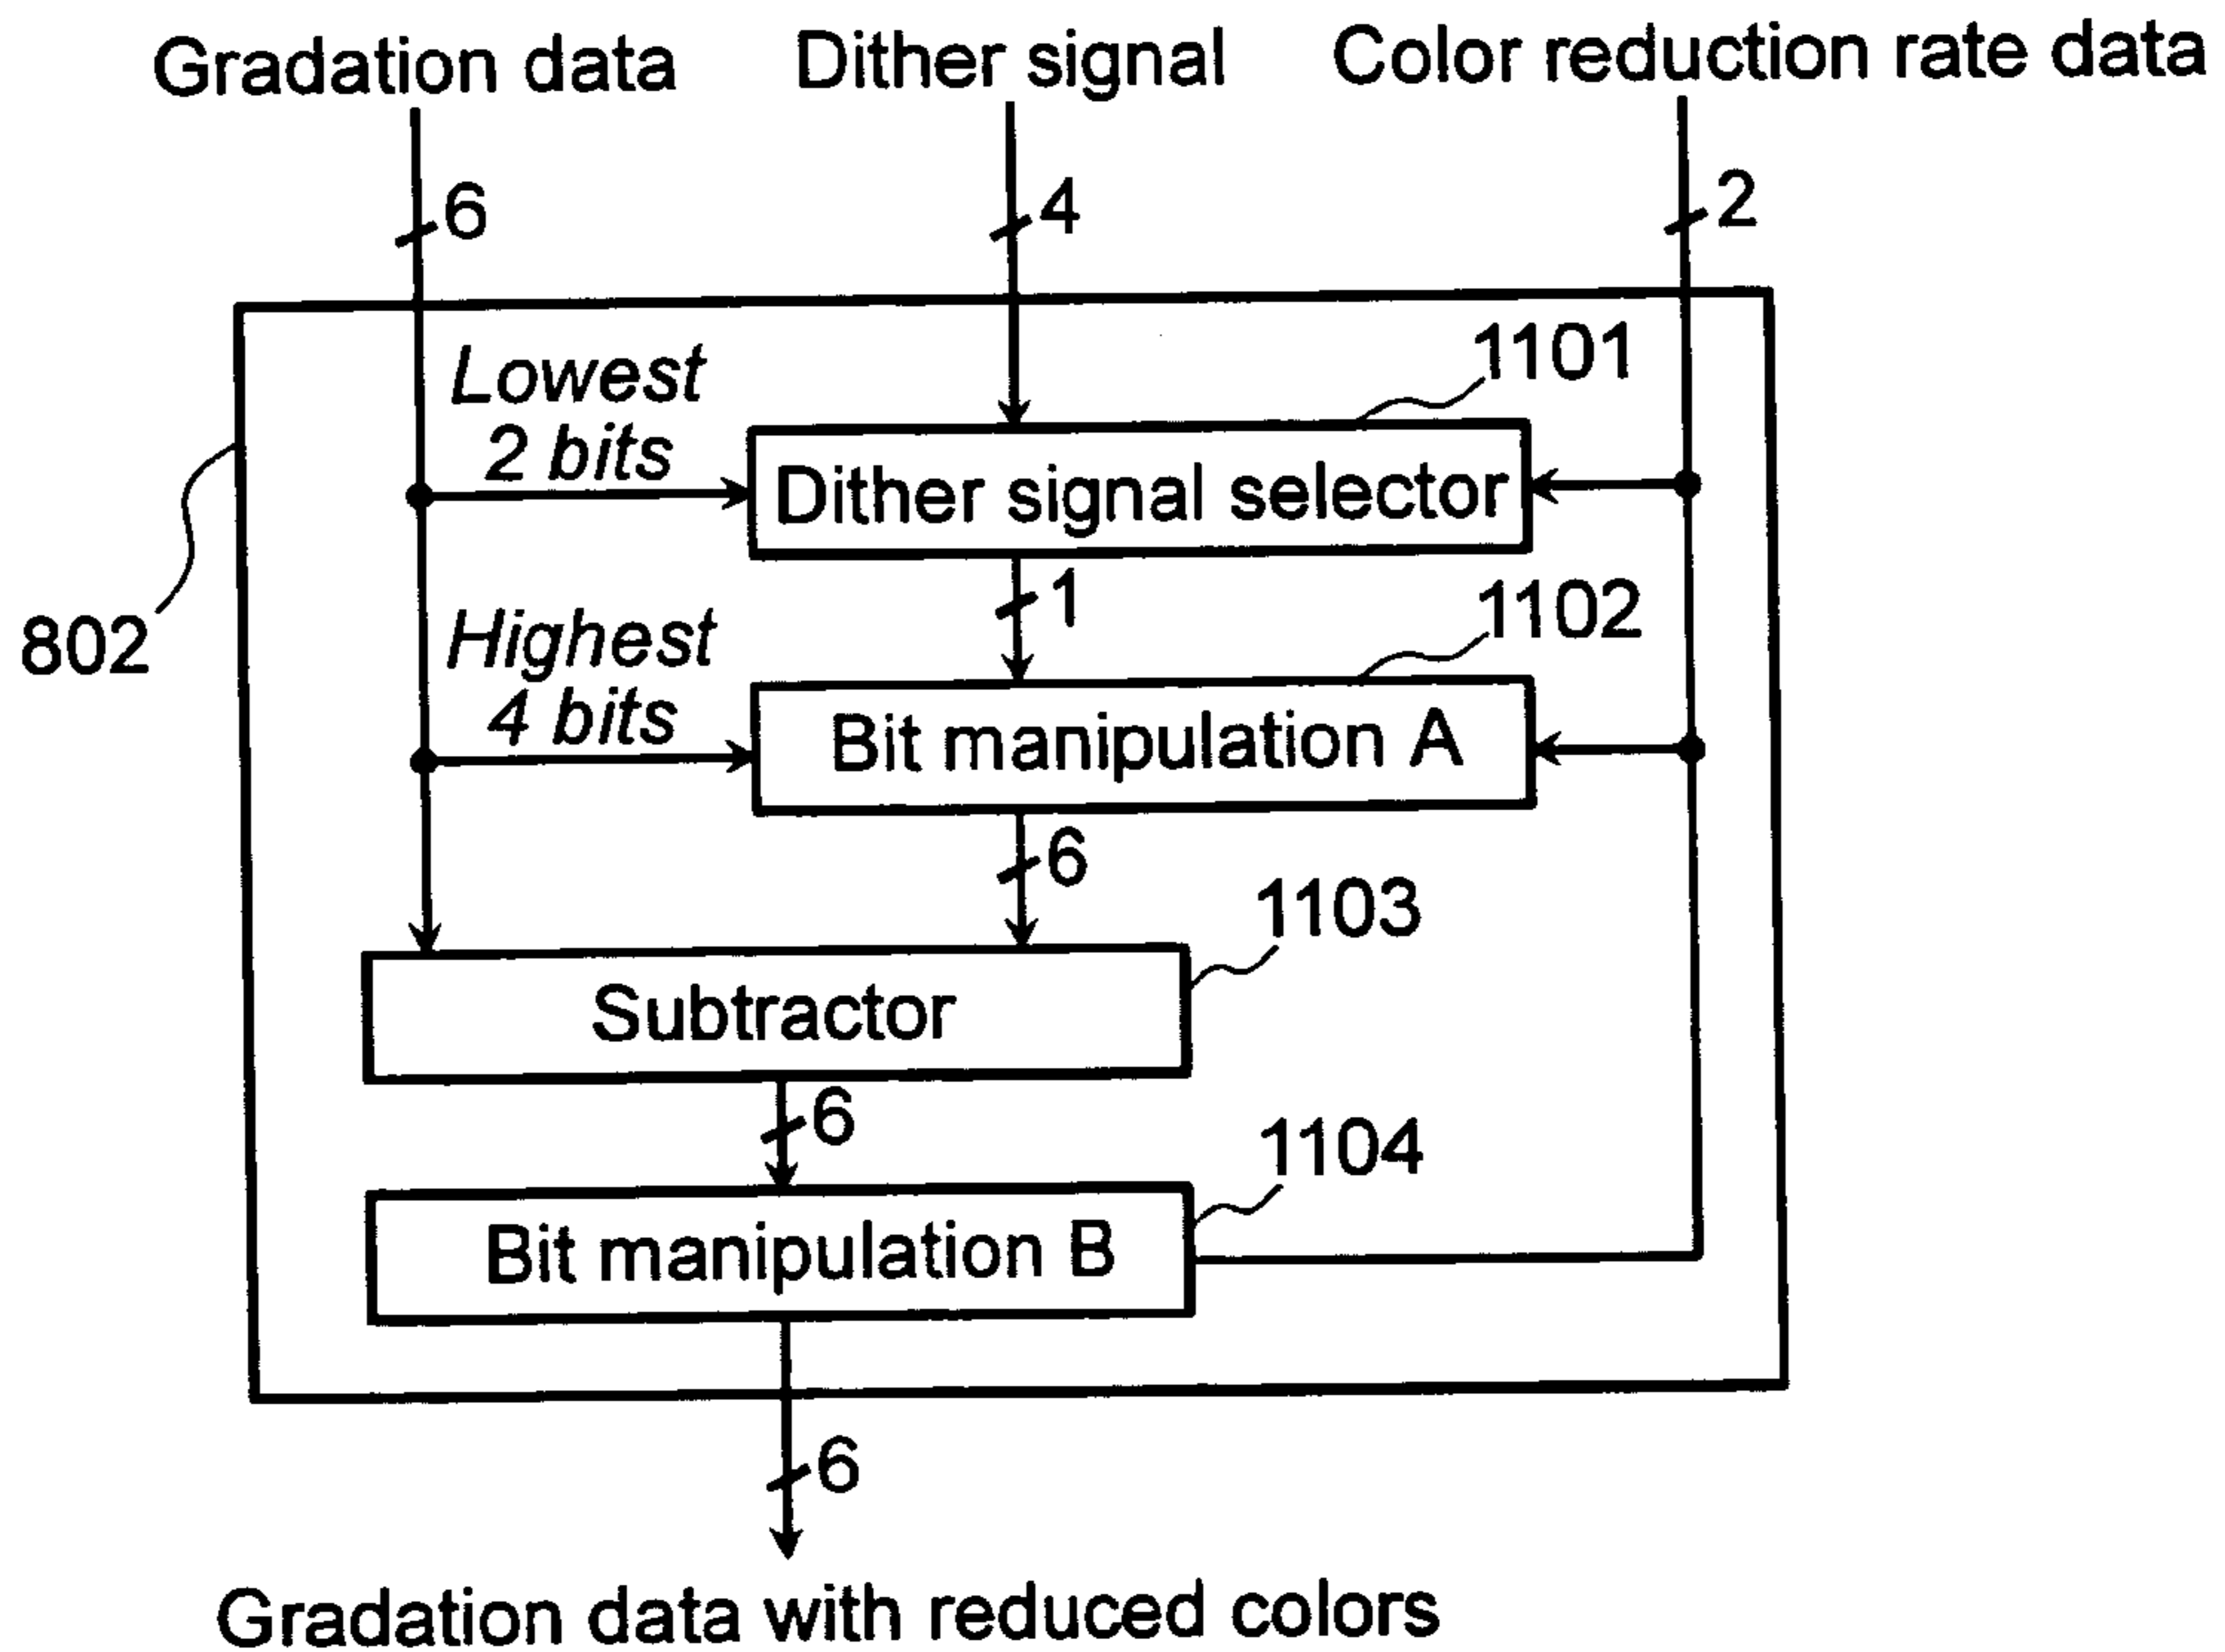 Gradation data
Dither signal
Color reduction rate data
6
4
2
1101
Lowest
2 bits
Dither signal selector
1
1102
802
Highest
4 bits
Bit manipulation A
6
1103
Subtractor
6
1104
Bit manipulation B
6
Gradation data with reduced colors